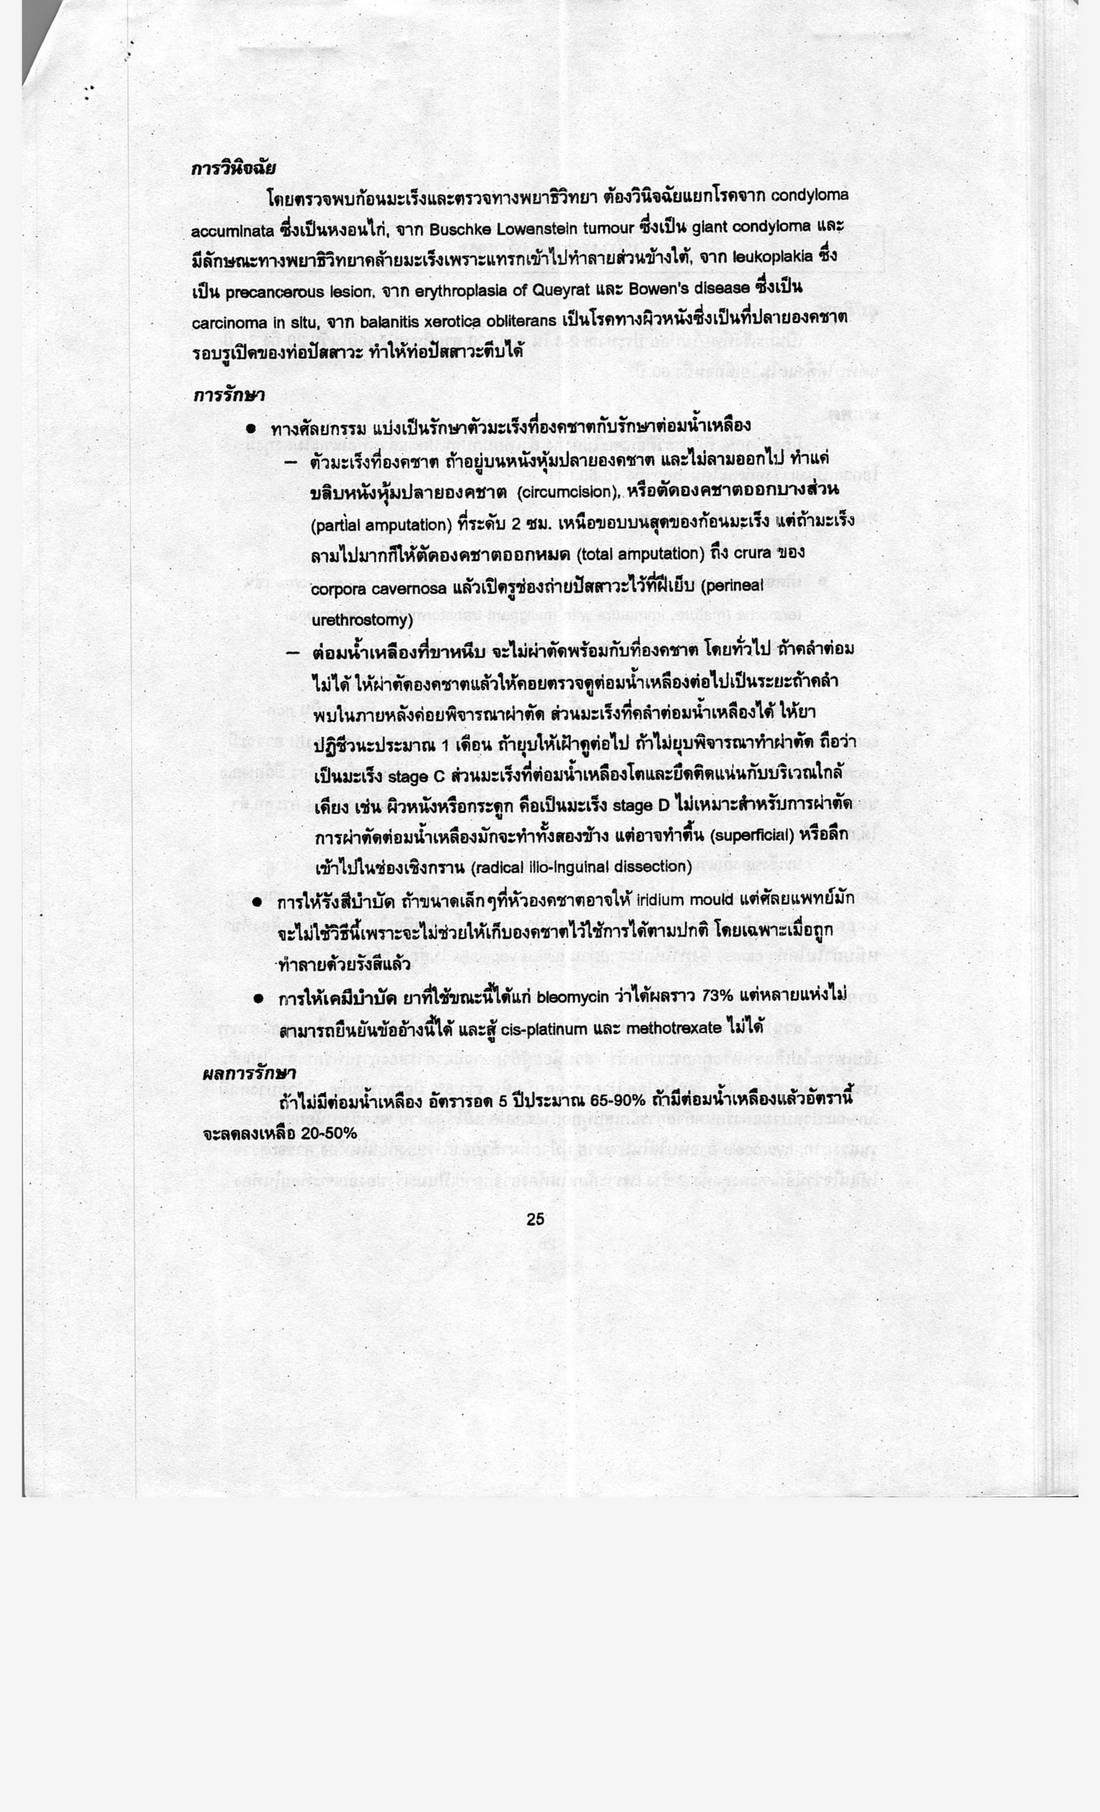 การวินิจฉัย
โดยตรวจพบก้อนมะเร็งและตรวจทางพยาธิวิทยา ต้องวินิจฉัยแยกโรคจาก condyloma
accuminata ซึ่งเป็นหงอนไก่, จาก Buschke Lowenstein tumour ซึ่งเป็น giant condyloma และ
มีลักษณะทางพยาธิวิทยาคล้ายมะเร็งเพราะแทรกเข้าไปทำลายส่วนข้างใต้, จาก leukoplakia ซึ่ง
เป็น precancerous lesion, จาก erythroplasia of Queyrat และ Bowen's disease ซึ่งเป็น
carcinoma in situ, จาก balanitis xerotica obliterans เป็นโรคทางผิวหนังซึ่งเป็นที่ปลายองคชาต
รอบรูเปิดของท่อปัสสาวะ ทำให้ท่อปัสสาวะตีบได้
การรักษา
● ทางศัลยกรรม แบ่งเป็นรักษาตัวมะเร็งที่องคชาตกับรักษาต่อมน้ำเหลือง
– ตัวมะเร็งที่องคชาต ถ้าอยู่บนหนังหุ้มปลายองคชาต และไม่ลามออกไป ทำแค่
ขลิบหนังหุ้มปลายองคชาต (circumcision), หรือตัดองคชาตออกบางส่วน
(partial amputation) ที่ระดับ 2 ซม. เหนือขอบบนสุดของก้อนมะเร็ง แต่ถ้ามะเร็ง
ลามไปมากก็ให้ตัดองคชาตออกหมด (total amputation) ถึง crura ของ
corpora cavernosa แล้วเปิดรูช่องถ่ายปัสสาวะไว้ที่ฝีเย็บ (perineal
urethrostomy)
– ต่อมน้ำเหลืองที่ขาหนีบ จะไม่ผ่าตัดพร้อมกับที่องคชาต โดยทั่วไป ถ้าคลำต่อม
ไม่ได้ ให้ผ่าตัดองคชาตแล้วให้คอยตรวจดูต่อมน้ำเหลืองต่อไปเป็นระยะถ้าคลำ
พบในภายหลังค่อยพิจารณาผ่าตัด ส่วนมะเร็งที่คลำต่อมน้ำเหลืองได้ ให้ยา
ปฏิชีวนะประมาณ 1 เดือน ถ้ายุบให้เฝ้าดูต่อไป ถ้าไม่ยุบพิจารณาทำผ่าตัด ถือว่า
เป็นมะเร็ง stage C ส่วนมะเร็งที่ต่อมน้ำเหลืองโตและยึดติดแน่นกับบริเวณใกล้
เคียง เช่น ผิวหนังหรือกระดูก คือเป็นมะเร็ง stage D ไม่เหมาะสำหรับการผ่าตัด
การผ่าตัดต่อมน้ำเหลืองมักจะทำทั้งสองข้าง แต่อาจทำตื้น (superficial) หรือลึก
เข้าไปในช่องเชิงกราน (radical ilio-inguinal dissection)
● การให้รังสีบำบัด ถ้าขนาดเล็กๆที่หัวองคชาตอาจให้ iridium mould แต่ศัลยแพทย์มัก
จะไม่ใช้วิธีนี้เพราะจะไม่ช่วยให้เก็บองคชาตไว้ใช้การได้ตามปกติ โดยเฉพาะเมื่อถูก
ทำลายด้วยรังสีแล้ว
● การให้เคมีบำบัด ยาที่ใช้ขณะนี้ได้แก่ bleomycin ว่าได้ผลราว 73% แต่หลายแห่งไม่
สามารถยืนยันข้ออ้างนี้ได้ และสู้ cis-platinum และ methotrexate ไม่ได้
ผลการรักษา
ถ้าไม่มีต่อมน้ำเหลือง อัตรารอด 5 ปีประมาณ 65-90% ถ้ามีต่อมน้ำเหลืองแล้วอัตรานี้
จะลดลงเหลือ 20-50%
25